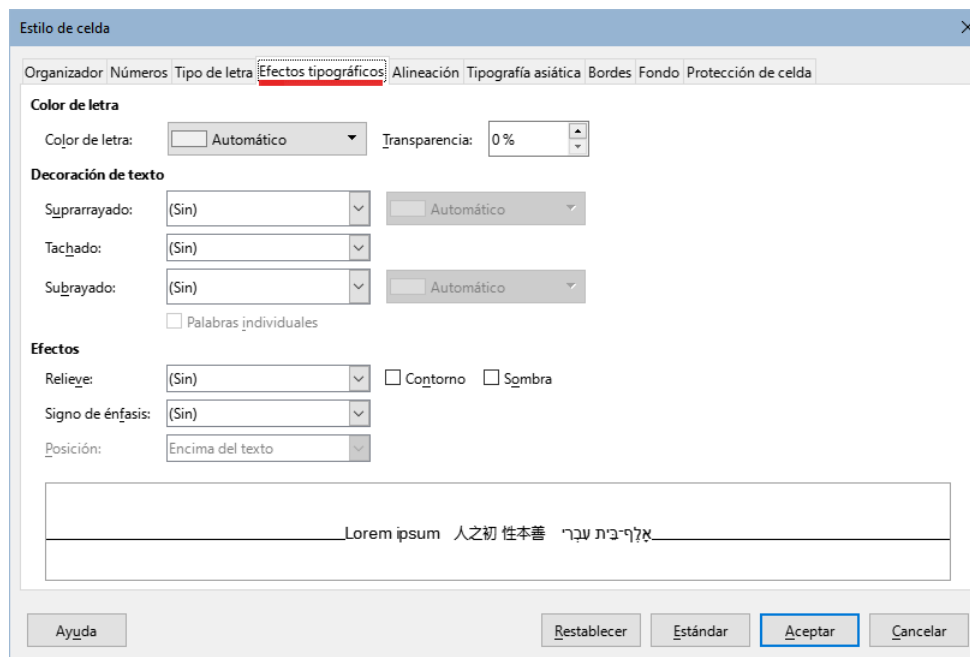 Estilo de celda
Organizador Números Tipo de letra Efectos tipográficos Alineación Tipografía asiática Bordes Fondo Protección de celda
Color de letra
Color de letra: Automático Transparencia: 0 %
Decoración de texto
Suprarrayado: (Sin) Automático
Tachado: (Sin)
Subrayado: (Sin) Automático
Palabras individuales
Efectos
Relieve: (Sin) Contorno Sombra
Signo de énfasis: (Sin)
Posición: Encima del texto
Lorem ipsum 人之初 性本善 אָלֶף־בֵּית עִבְרִי
Ayuda Restablecer Estándar Aceptar Cancelar